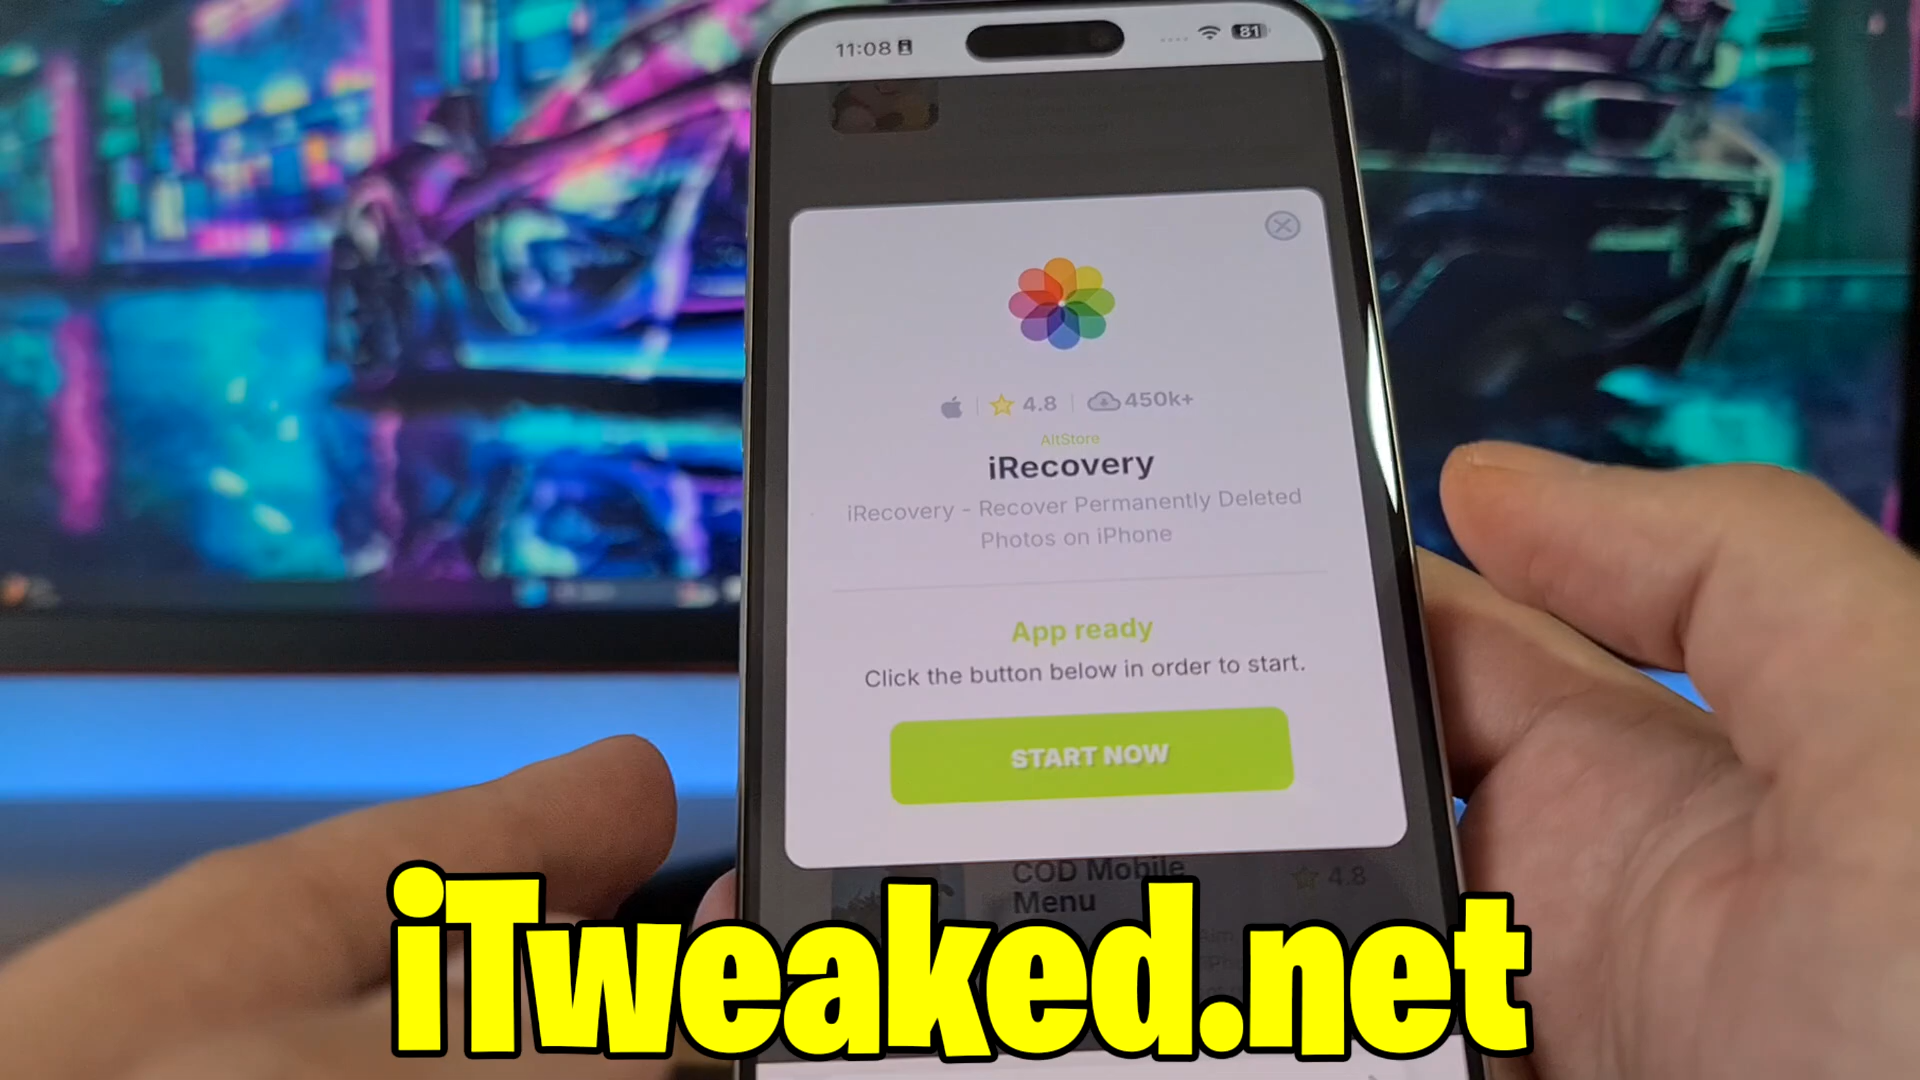 11:08
81
4.8
450k+
AltStore
iRecovery
iRecovery - Recover Permanently Deleted
Photos on iPhone
App ready
Click the button below in order to start.
START NOW
COD Mobile
Menu
4.8
iTweaked.net